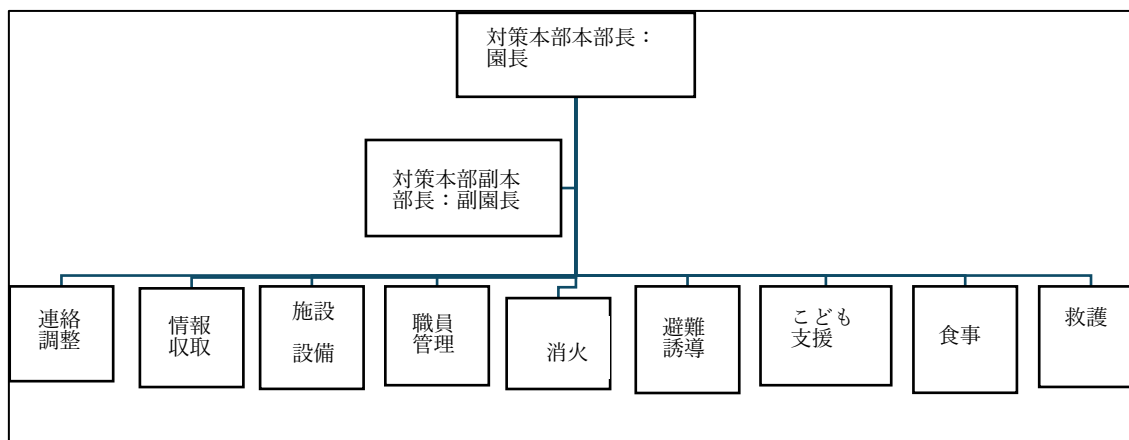 対策本部本部長：
園長
対策本部副本
部長：副園長
連絡
調整
情報
収取
施設
設備
職員
管理
消火
避難
誘導
こども
支援
食事
救護